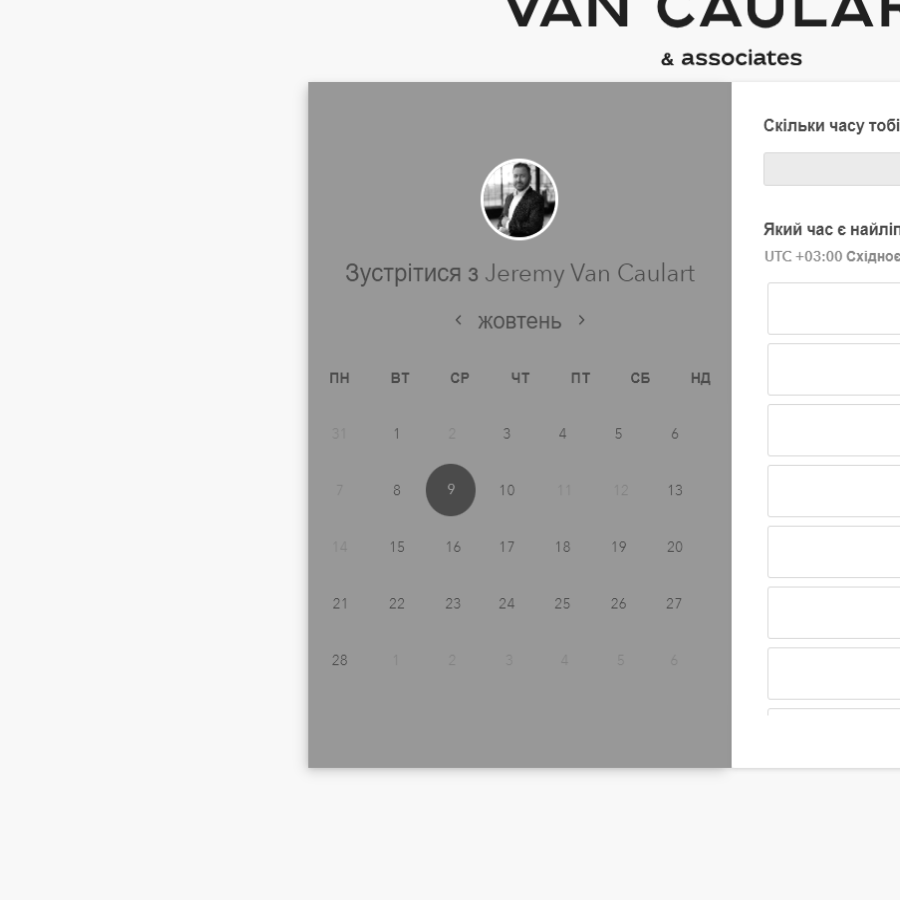 VAN CAULAR
& associates
Зустрітися з Jeremy Van Caulart
жовтень
ПН ВТ СР ЧТ ПТ СБ НД
31 1 2 3 4 5 6
7 8 9 10 11 12 13
14 15 16 17 18 19 20
21 22 23 24 25 26 27
28 1 2 3 4 5 6
Скільки часу тобі
Який час є найліп
UTC +03:00 Східноє